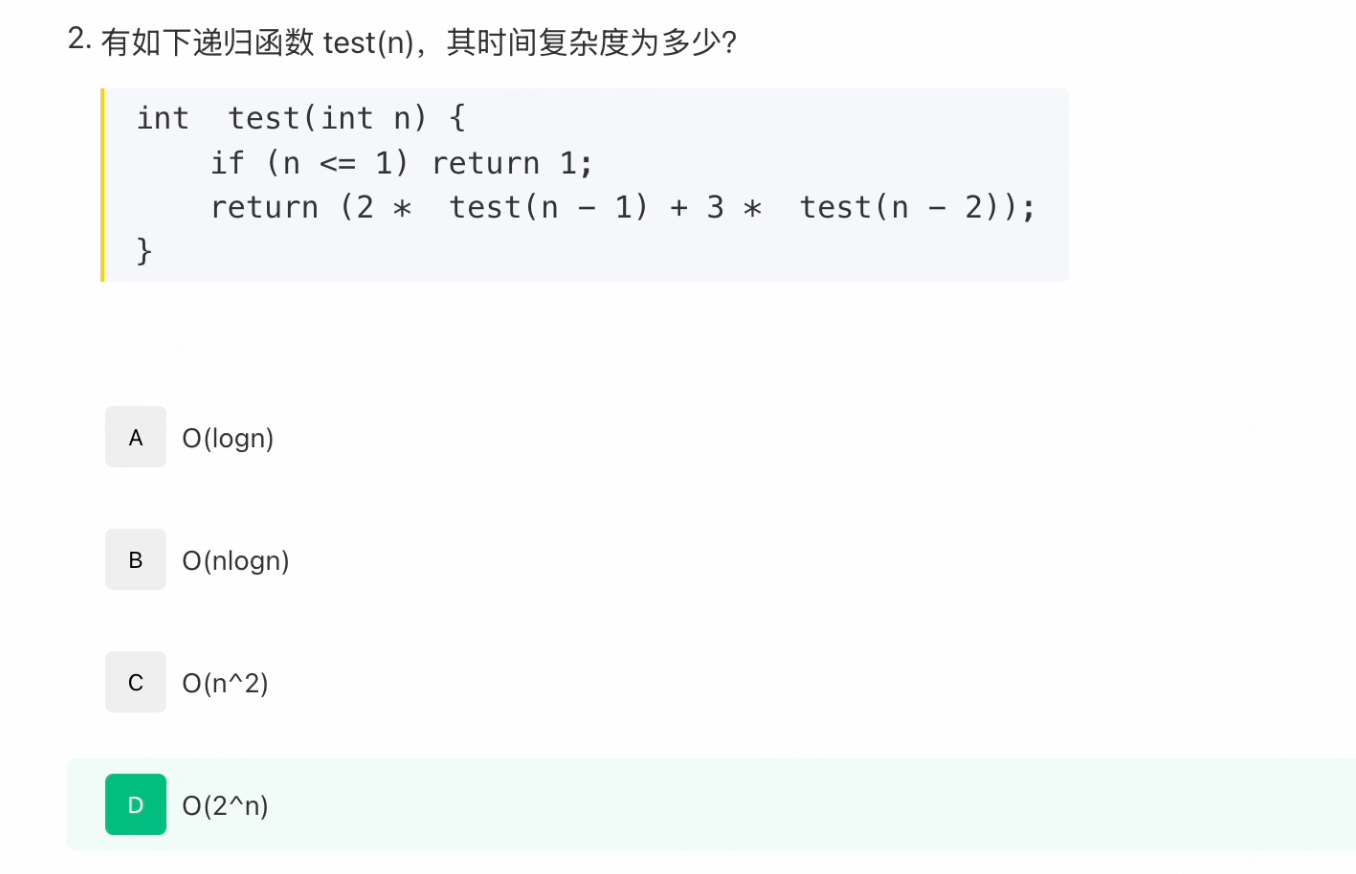 2. 有如下递归函数 test(n)，其时间复杂度为多少?
int  test(int n) {
    if (n <= 1) return 1;
    return (2 *  test(n - 1) + 3 *  test(n - 2));
}
A O(logn)
B O(nlogn)
C O(n^2)
D O(2^n)